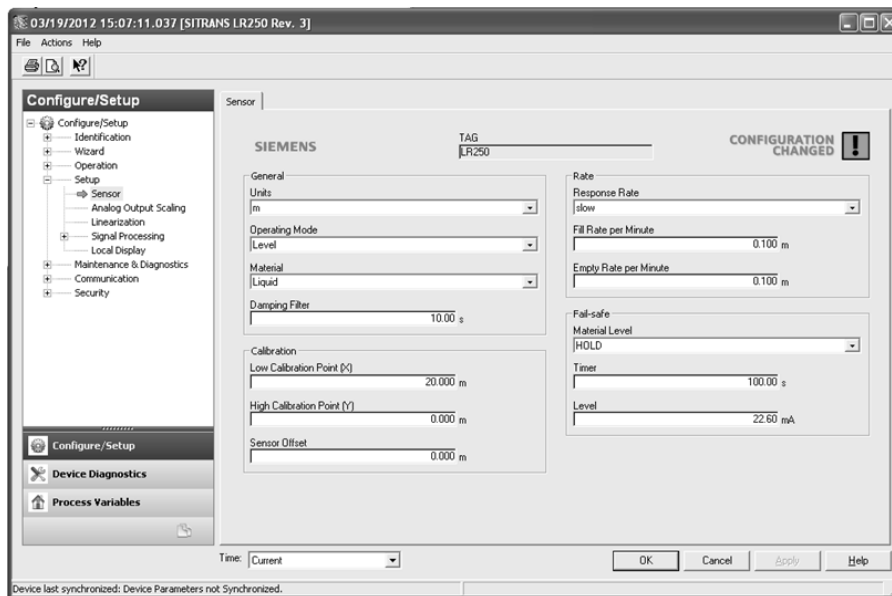 03/19/2012 15:07:11.037 [SITRANS LR250 Rev. 3]
File Actions Help
Configure/Setup
Configure/Setup
Identification
Wizard
Operation
Setup
Sensor
Analog Output Scaling
Linearization
Signal Processing
Local Display
Maintenance & Diagnostics
Communication
Security
Configure/Setup
Device Diagnostics
Process Variables
Sensor
SIEMENS
TAG
LR250
CONFIGURATION
CHANGED
General
Units
m
Operating Mode
Level
Material
Liquid
Damping Filter
10.00 s
Calibration
Low Calibration Point (X)
20.000 m
High Calibration Point (Y)
0.000 m
Sensor Offset
0.000 m
Rate
Response Rate
slow
Fill Rate per Minute
0.100 m
Empty Rate per Minute
0.100 m
Fail-safe
Material Level
HOLD
Timer
100.00 s
Level
22.60 mA
Time: Current
OK Cancel Apply Help
Device last synchronized: Device Parameters not Synchronized.